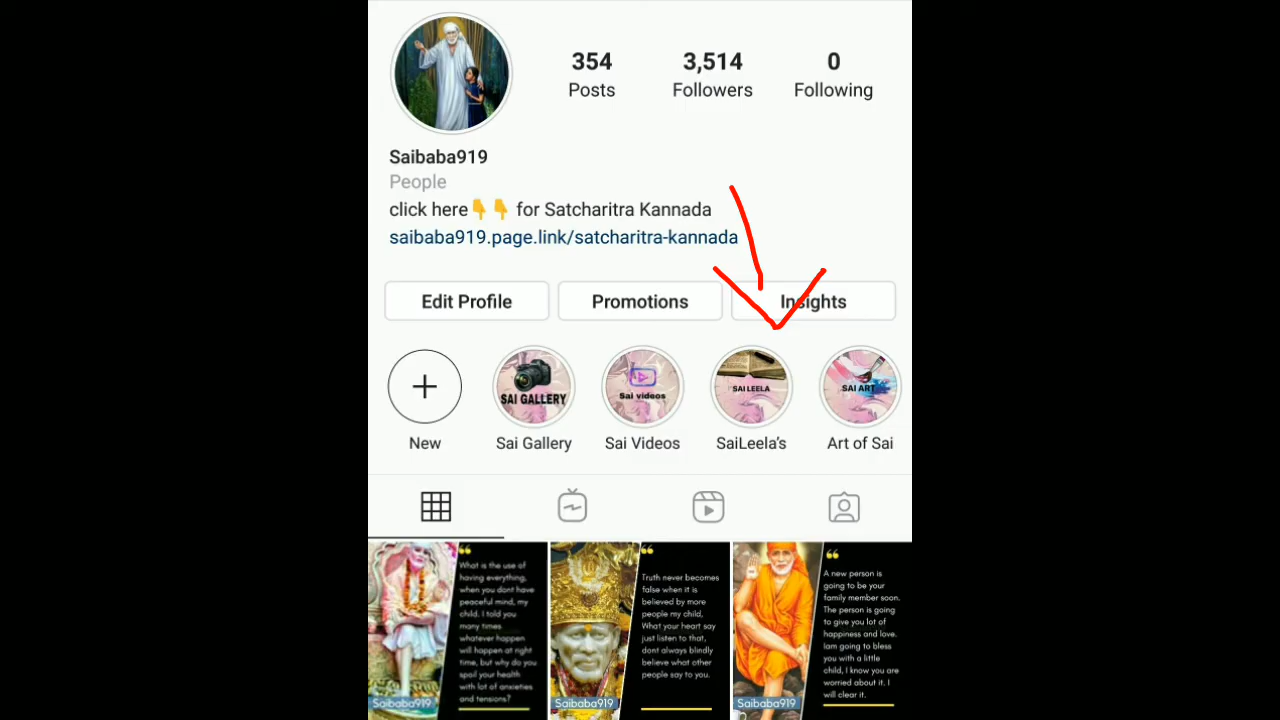 354
3,514
0
Posts
Followers
Following
Saibaba919
People
click here👇👇 for Satcharitra Kannada
saibaba919.page.link/satcharitra-kannada
Edit Profile
Promotions
Insights
SAI GALLERY
Sai videos
SAI LEELA
SAI ART
New
Sai Gallery
Sai Videos
SaiLeela’s
Art of Sai
What is the use of
having everything,
when you dont have
peaceful mind, my
child. I told you
many times
whatever happen
will happen at right
time, but why do you
spoil your health
with lot of anxieties
and tensions?
Saibaba919
Truth never becomes
false when it is
believed by more
people my child,
What your heart say
just listen to that,
dont always blindly
believe what other
people say to you.
Saibaba919
A new person is
going to be your
family member soon.
The person is going
to give you lot of
happiness and love.
Iam going to bless
you with a little
child, I know you are
worried about it, I
will clear it.
Saibaba919